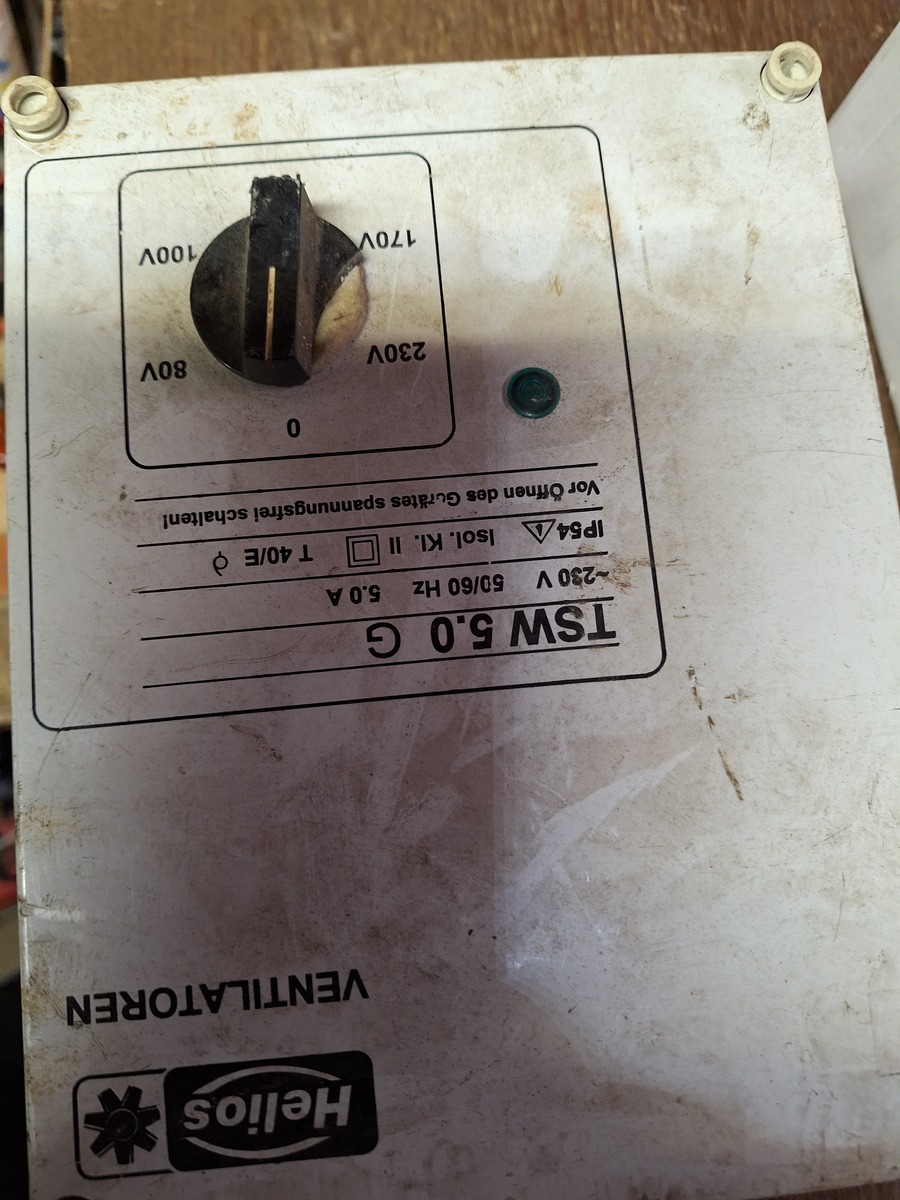 Helios
VENTILATOREN
TSW 5.0 G
~230 V 50/60 Hz 5.0 A
IP54 Isol. Kl. II T 40/E
Vor Öffnen des Gerätes spannungsfrei schalten!
0
230V 80V
170V 100V